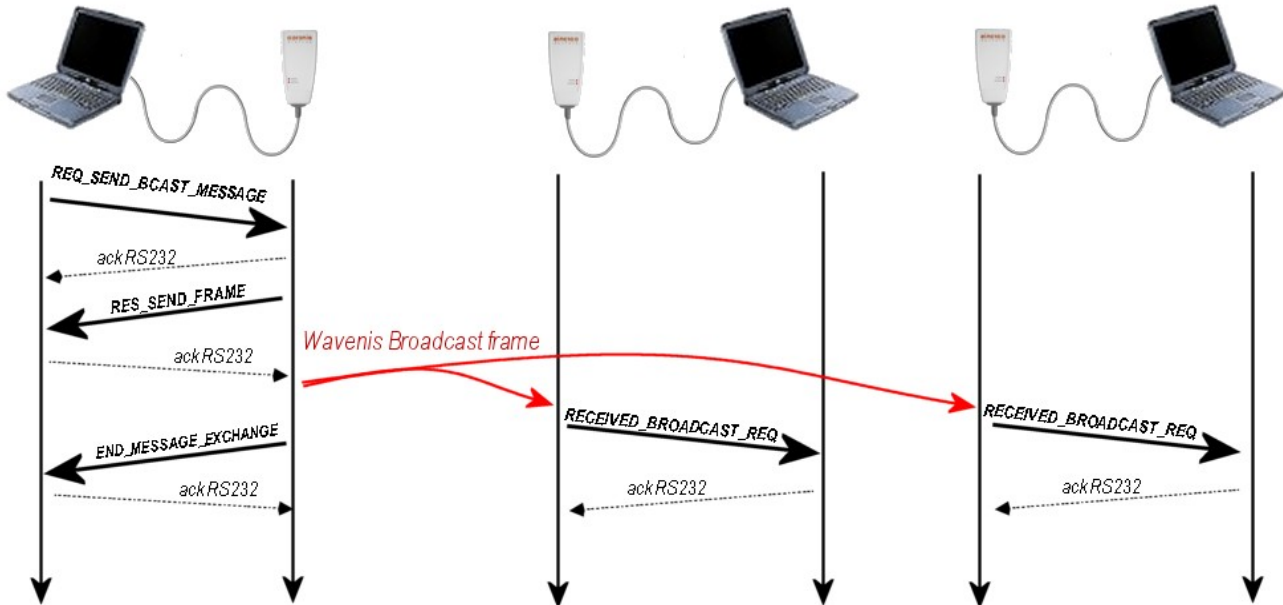 REQ_SEND_BCAST_MESSAGE
ackRS232
RES_SEND_FRAME
ackRS232
Wavenis Broadcast frame
END_MESSAGE_EXCHANGE
ackRS232
RECEIVED_BROADCAST_REQ
ackRS232
RECEIVED_BROADCAST_REQ
ackRS232